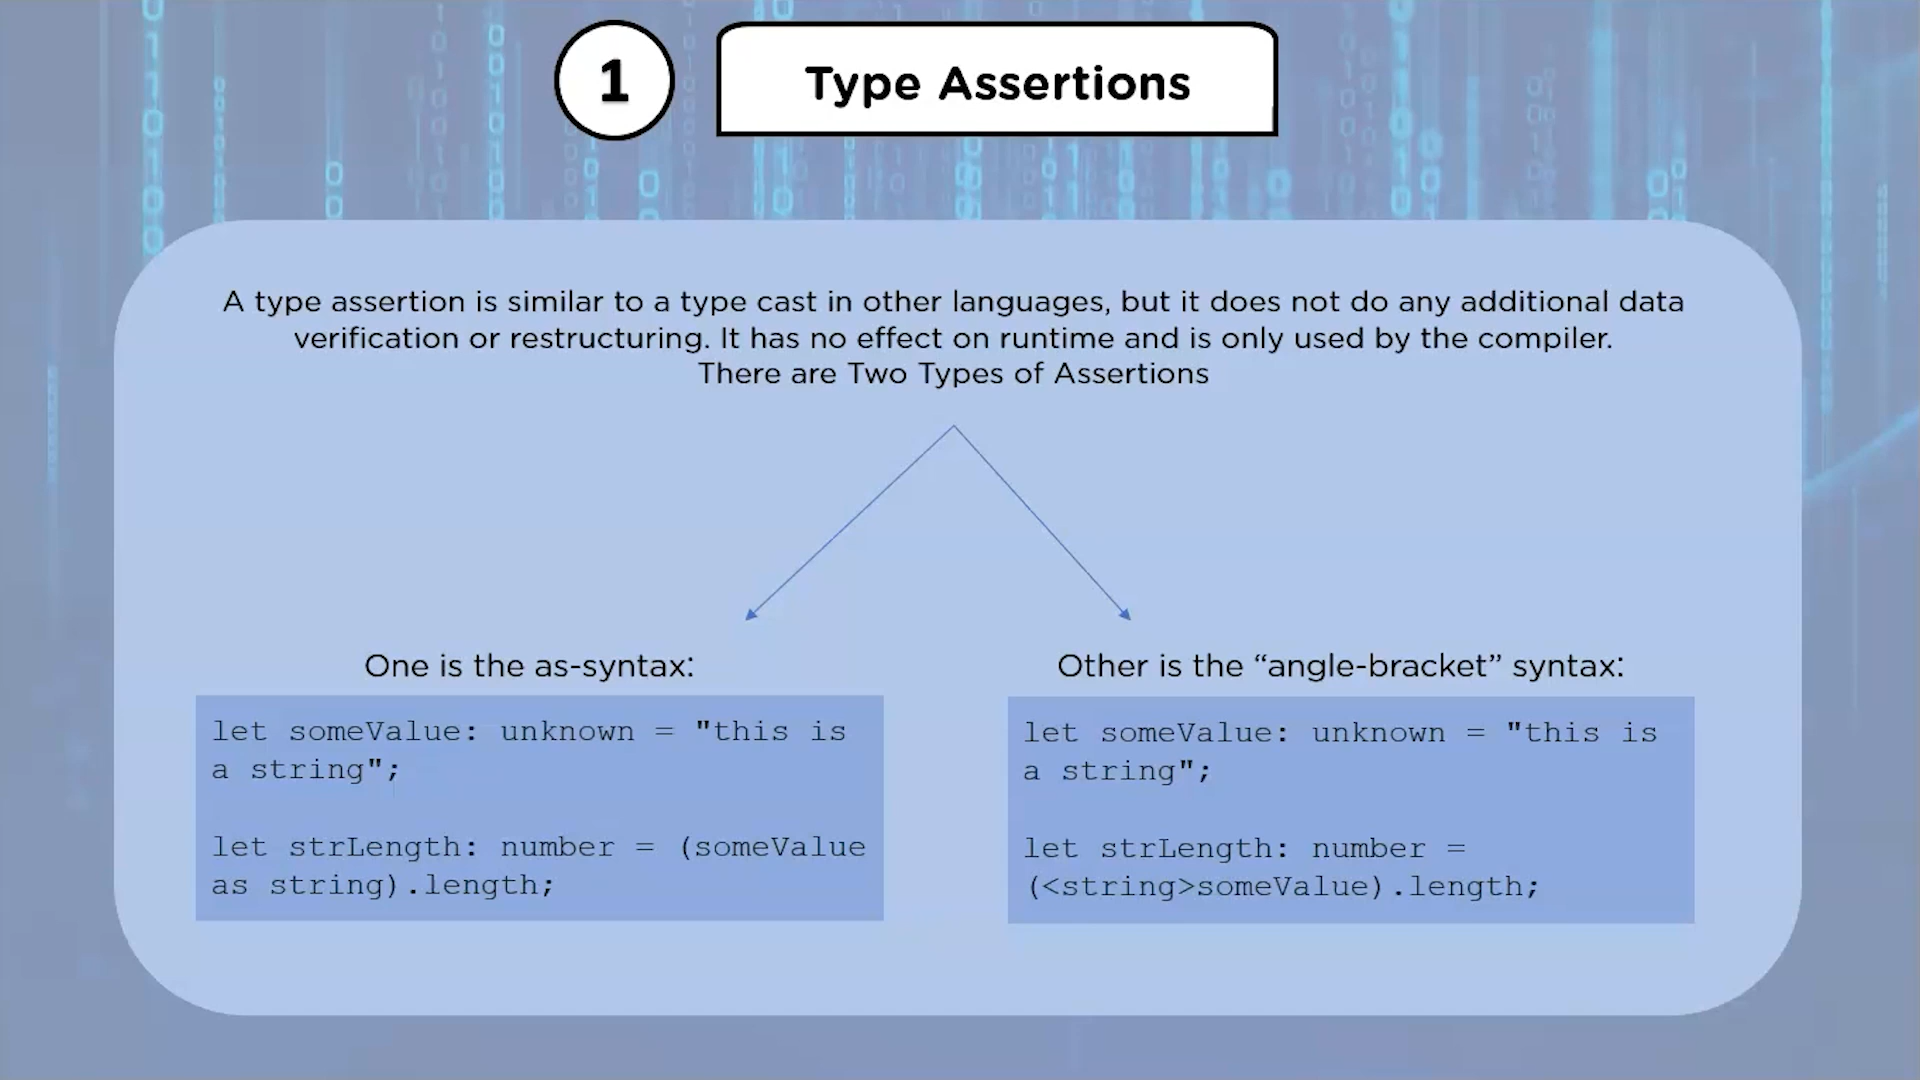 1
Type Assertions
A type assertion is similar to a type cast in other languages, but it does not do any additional data
verification or restructuring. It has no effect on runtime and is only used by the compiler.
There are Two Types of Assertions
One is the as-syntax:
let someValue: unknown = "this is
a string";
let strLength: number = (someValue
as string).length;
Other is the “angle-bracket” syntax:
let someValue: unknown = "this is
a string";
let strLength: number =
(<string>someValue).length;